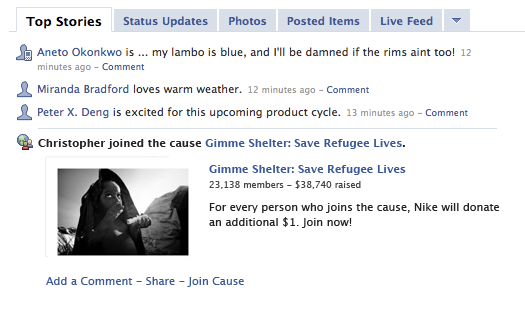 Top Stories Status Updates Photos Posted Items Live Feed
Aneto Okonkwo is ... my lambo is blue, and I'll be damned if the rims aint too! 12
minutes ago – Comment
Miranda Bradford loves warm weather. 12 minutes ago – Comment
Peter X. Deng is excited for this upcoming product cycle. 13 minutes ago – Comment
Christopher joined the cause Gimme Shelter: Save Refugee Lives.
Gimme Shelter: Save Refugee Lives
23,138 members – $38,740 raised
For every person who joins the cause, Nike will donate
an additional $1. Join now!
Add a Comment – Share – Join Cause